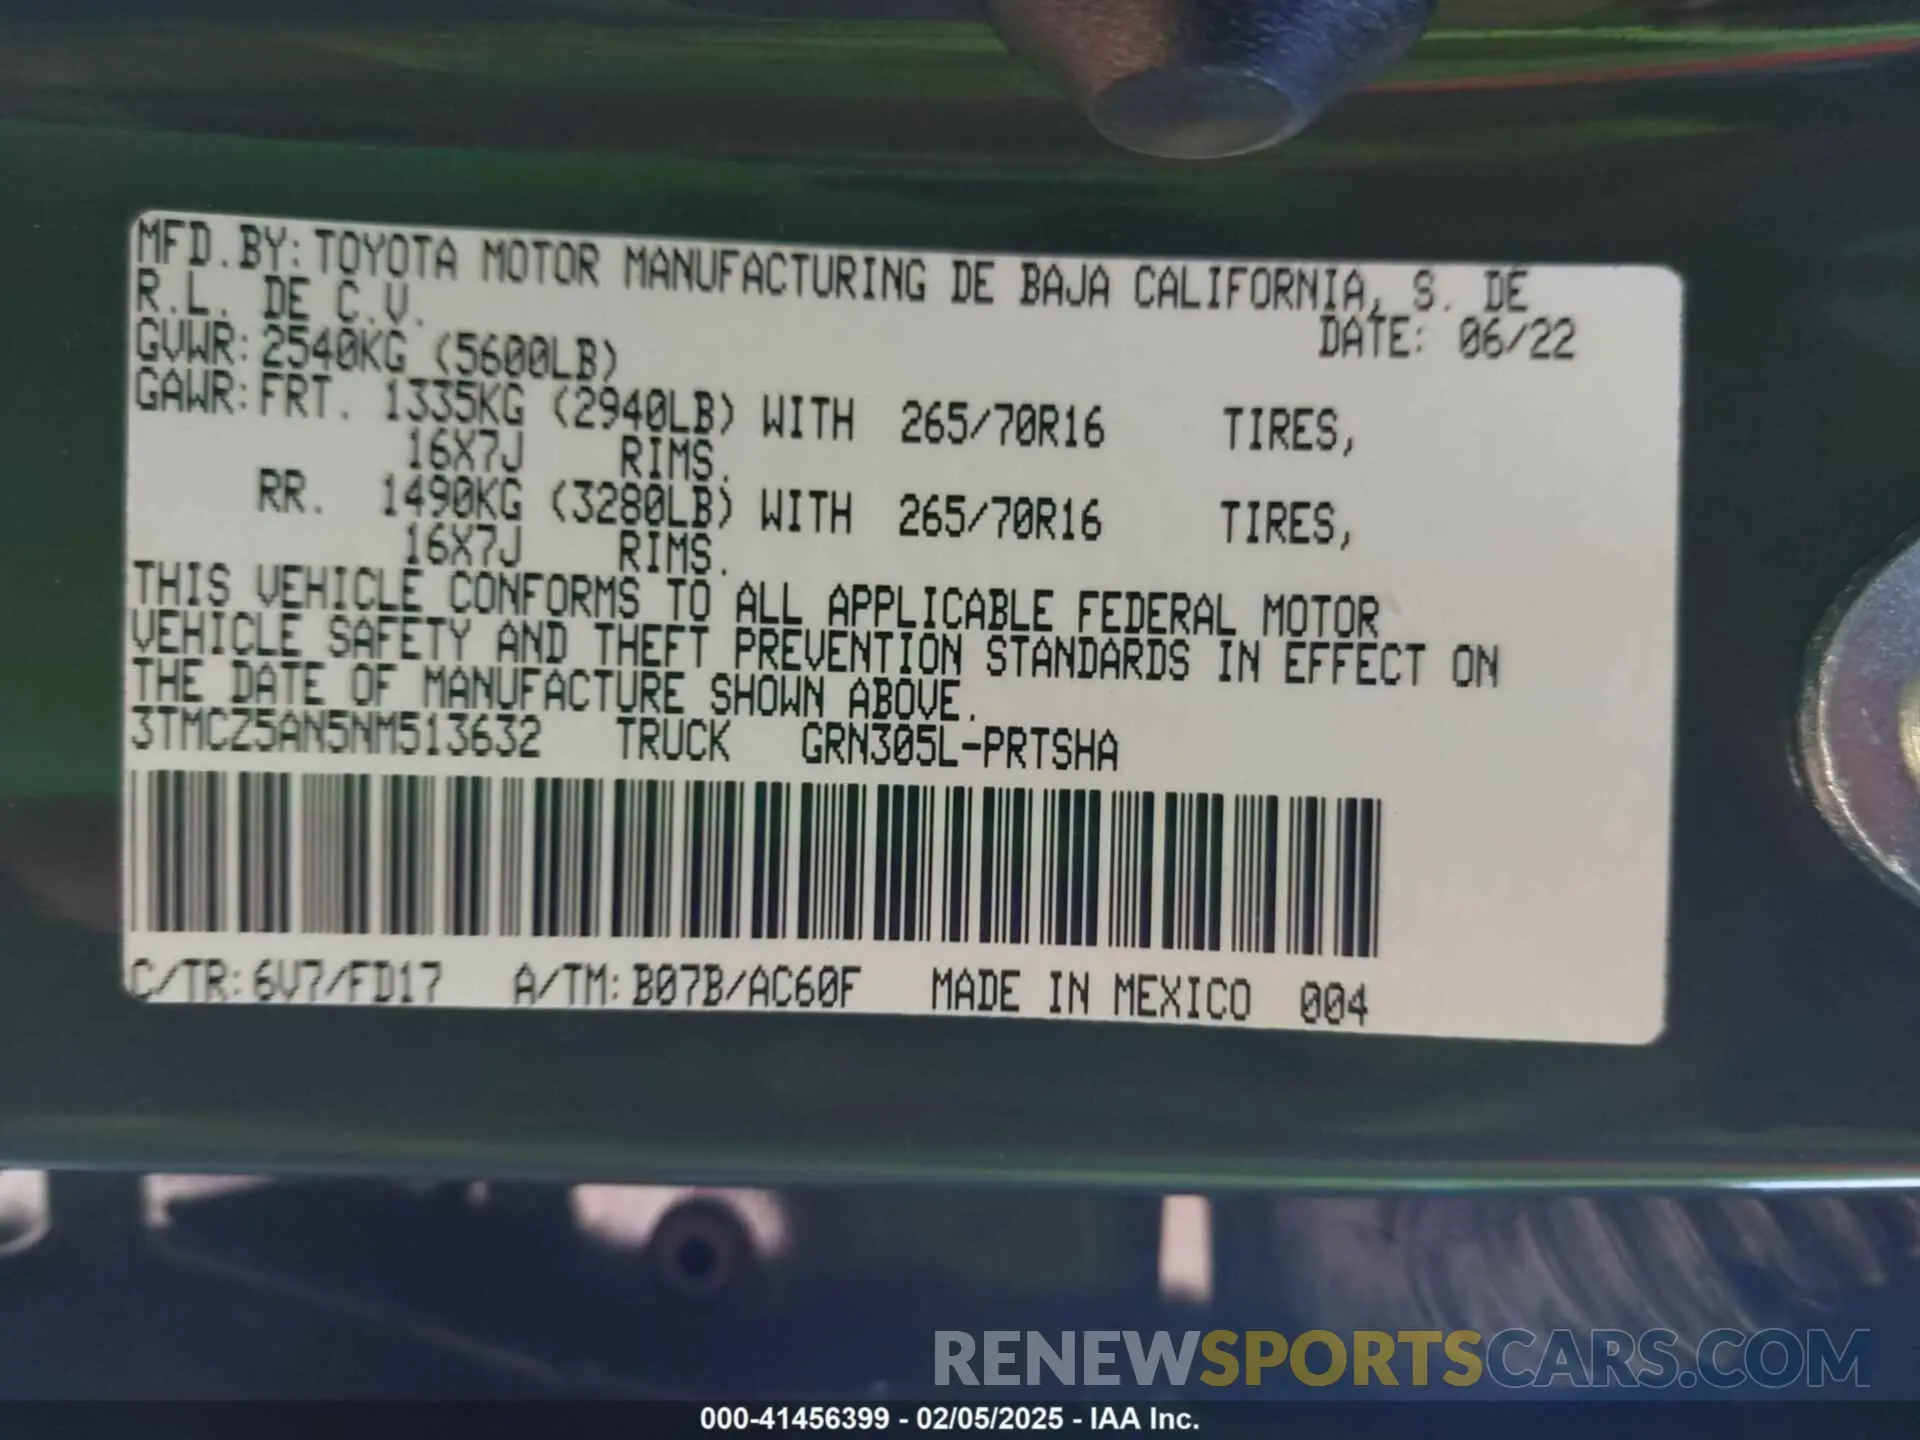 MFD.BY:TOYOTA MOTOR MANUFACTURING DE BAJA CALIFORNIA, S. DE
R.L. DE C.V.
DATE: 06/22
GVWR:2540KG (5600LB)
GAWR:FRT. 1335KG (2940LB) WITH 265/70R16 TIRES,
16X7J RIMS.
RR. 1490KG (3280LB) WITH 265/70R16 TIRES,
16X7J RIMS.
THIS VEHICLE CONFORMS TO ALL APPLICABLE FEDERAL MOTOR
VEHICLE SAFETY AND THEFT PREVENTION STANDARDS IN EFFECT ON
THE DATE OF MANUFACTURE SHOWN ABOVE.
3TMCZ5AN5NM513632 TRUCK GRN305L-PRTSHA
C/TR:6V7/FD17 A/TM:B07B/AC60F MADE IN MEXICO 004
RENEWSPORTSCARS.COM
000-41456399 - 02/05/2025 - IAA Inc.